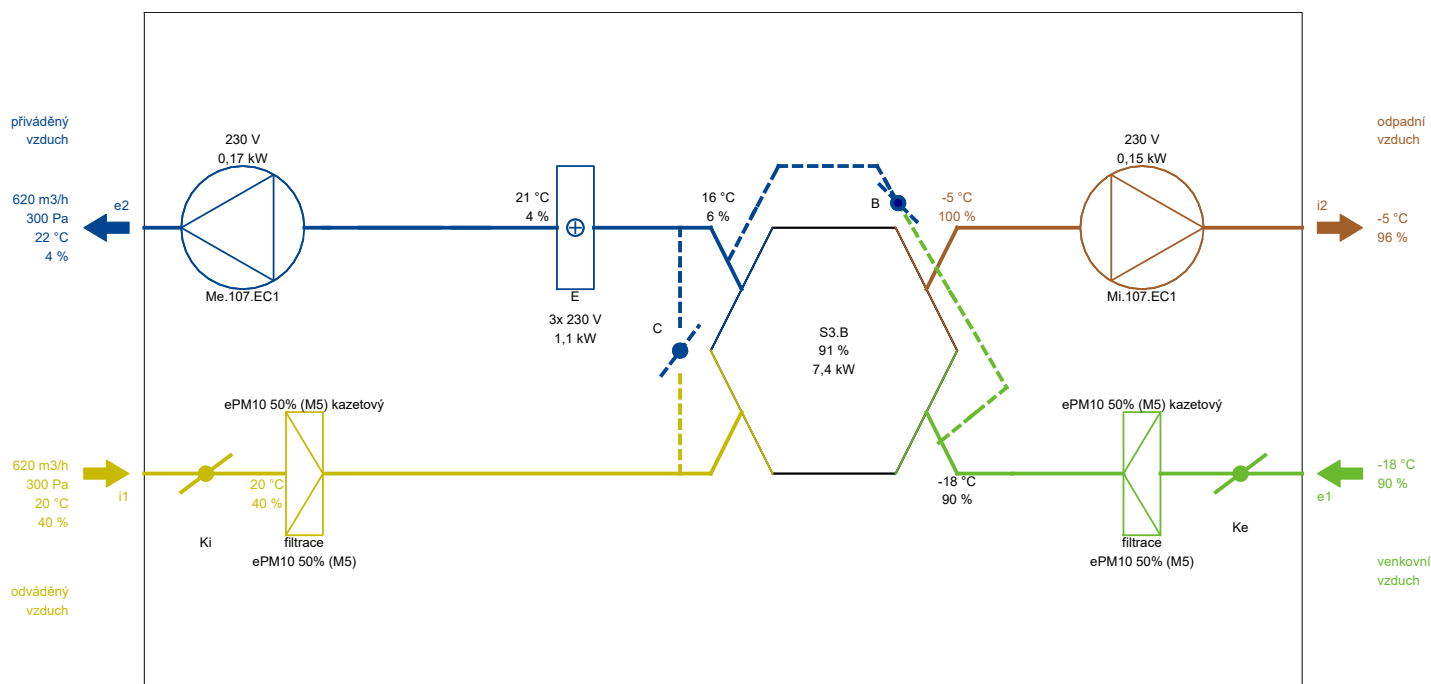 přiváděný
vzduch
230 V
0,17 kW
230 V
0,15 kW
odpadní
vzduch
620 m3/h
300 Pa
22 °C
4 %
e2
21 °C
4 %
16 °C
6 %
B
-5 °C
100 %
i2
-5 °C
96 %
Me.107.EC1
E
Mi.107.EC1
3x 230 V
1,1 kW
C
S3.B
91 %
7,4 kW
ePM10 50% (M5) kazetový
ePM10 50% (M5) kazetový
620 m3/h
300 Pa
20 °C
40 %
i1
20 °C
40 %
-18 °C
90 %
e1
-18 °C
90 %
Ki
filtrace
ePM10 50% (M5)
filtrace
ePM10 50% (M5)
Ke
odváděný
vzduch
venkovní
vzduch